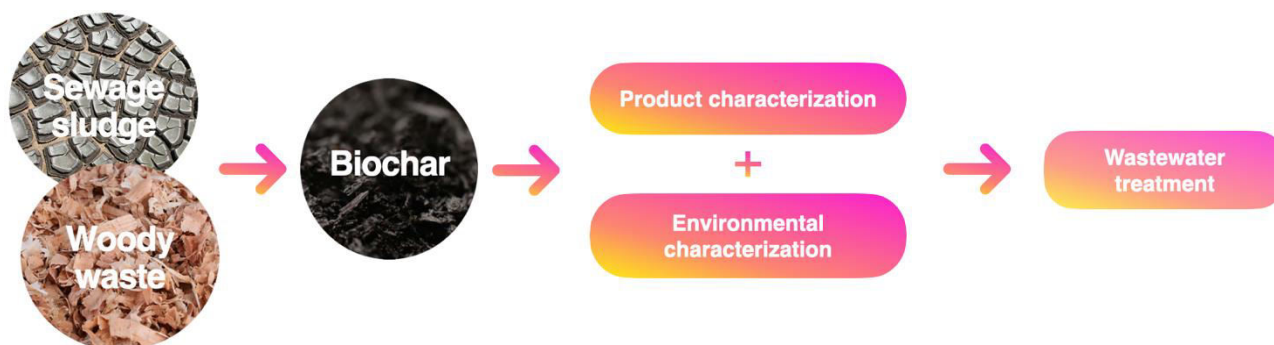 Sewage
sludge
Woody
waste
Biochar
Product characterization
+
Environmental
characterization
Wastewater
treatment